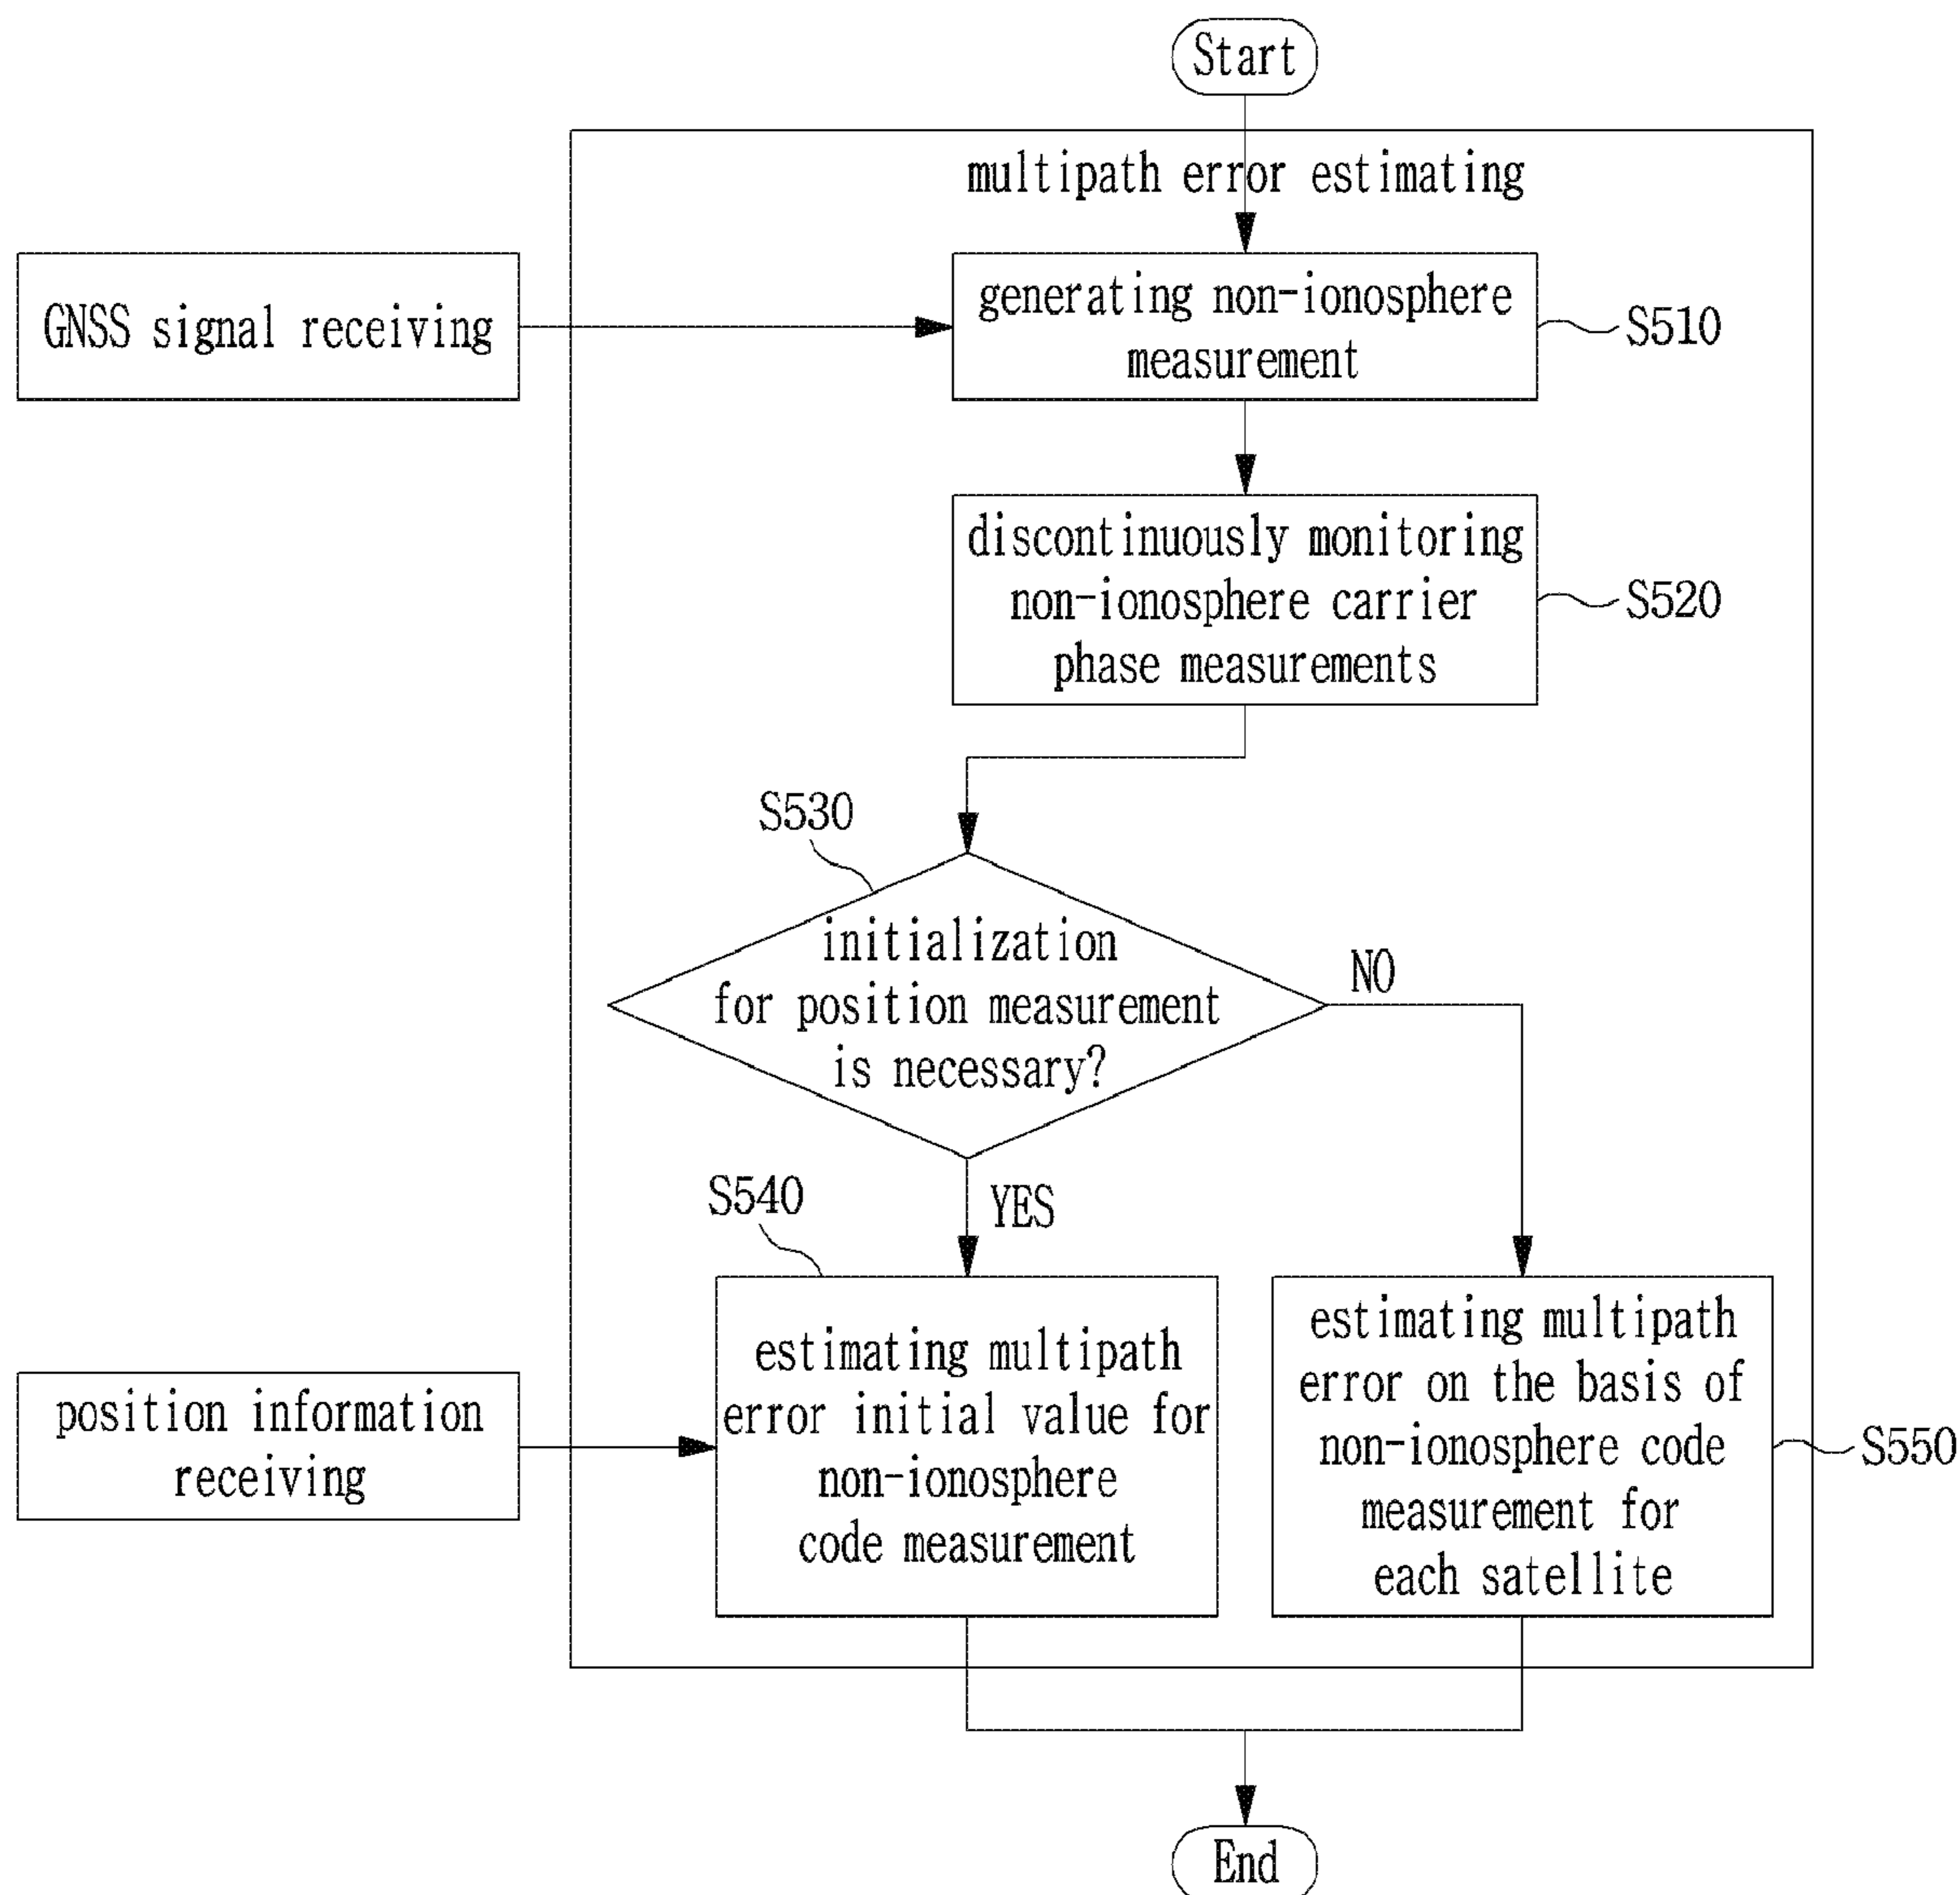 Start
multipath error estimating
GNSS signal receiving
generating non-ionosphere
measurement
S510
discontinuously monitoring
non-ionosphere carrier
phase measurements
S520
S530
initialization
for position measurement
is necessary?
NO
YES
S540
position information
receiving
estimating multipath
error initial value for
non-ionosphere
code measurement
estimating multipath
error on the basis of
non-ionosphere code
measurement for
each satellite
S550
End